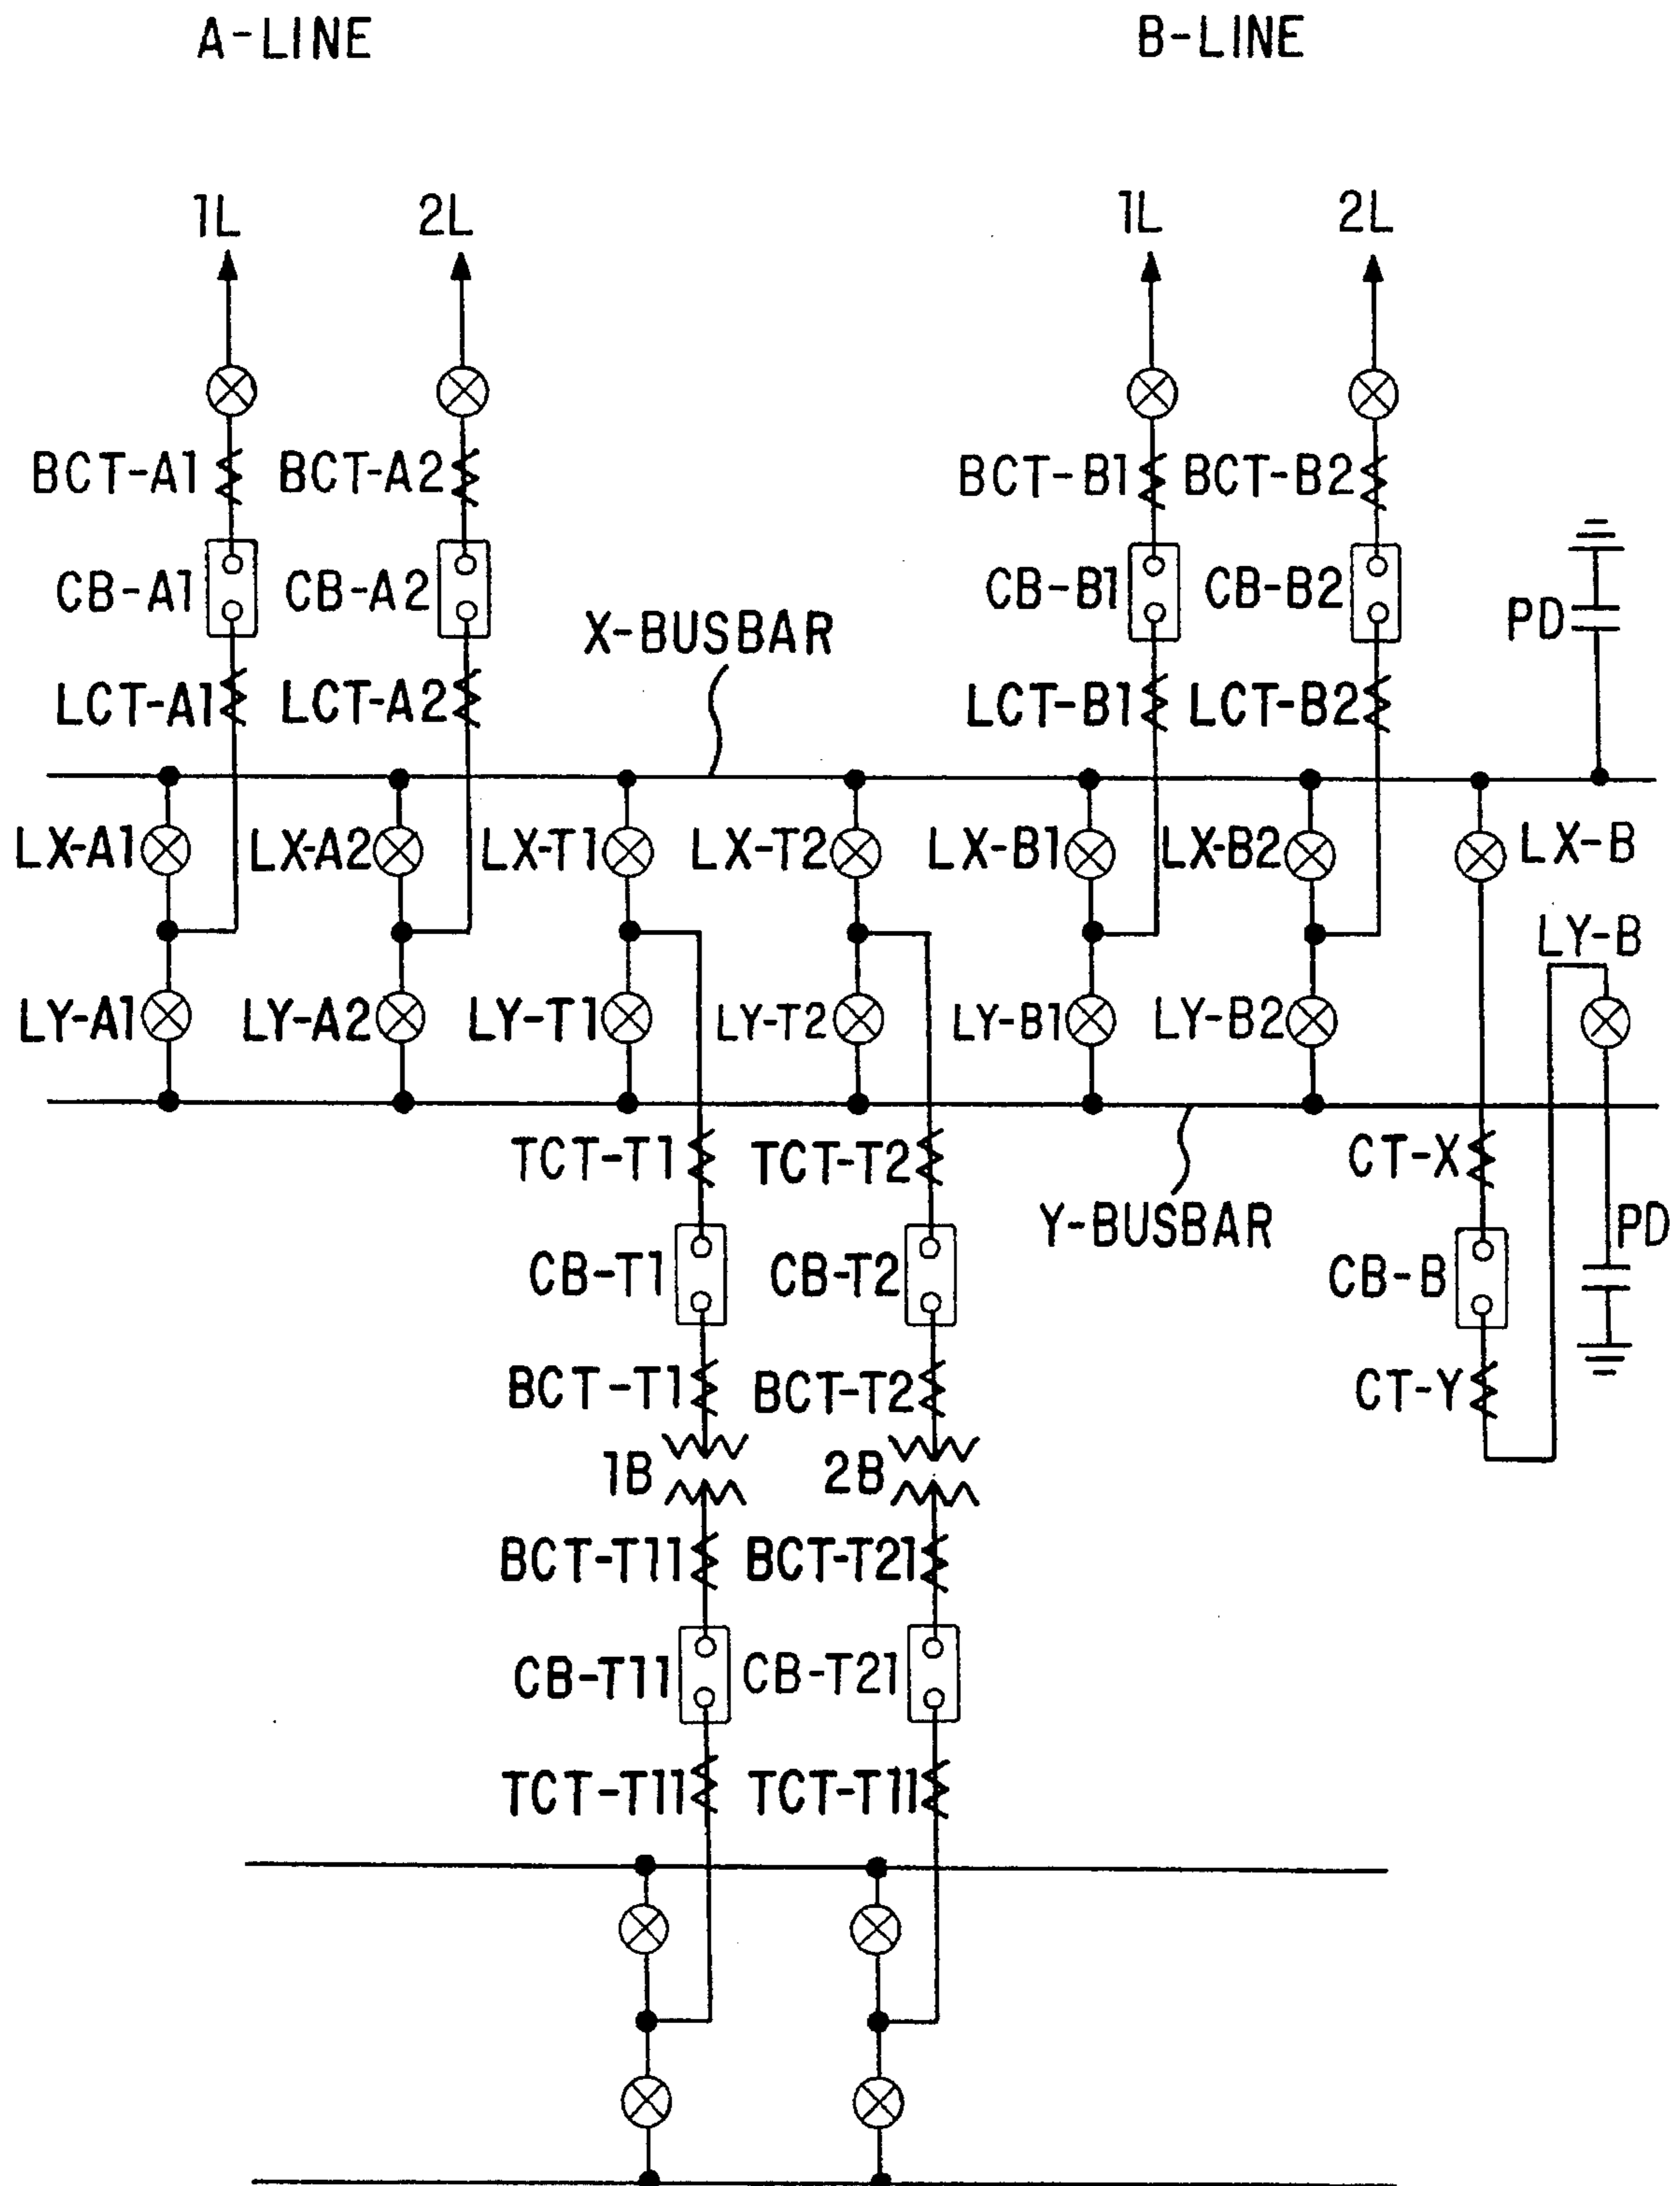 A-LINE B-LINE
1L 2L 1L 2L
BCT-A1 BCT-A2 BCT-B1 BCT-B2
CB-A1 CB-A2 CB-B1 CB-B2 PD
X-BUSBAR
LCT-A1 LCT-A2 LCT-B1 LCT-B2
LX-A1 LX-A2 LX-T1 LX-T2 LX-B1 LX-B2 LX-B
LY-B
LY-A1 LY-A2 LY-T1 LY-T2 LY-B1 LY-B2
TCT-T1 TCT-T2 CT-X
Y-BUSBAR PD
CB-T1 CB-T2 CB-B
BCT-T1 BCT-T2 CT-Y
1B 2B
BCT-T11 BCT-T21
CB-T11 CB-T21
TCT-T11 TCT-T11